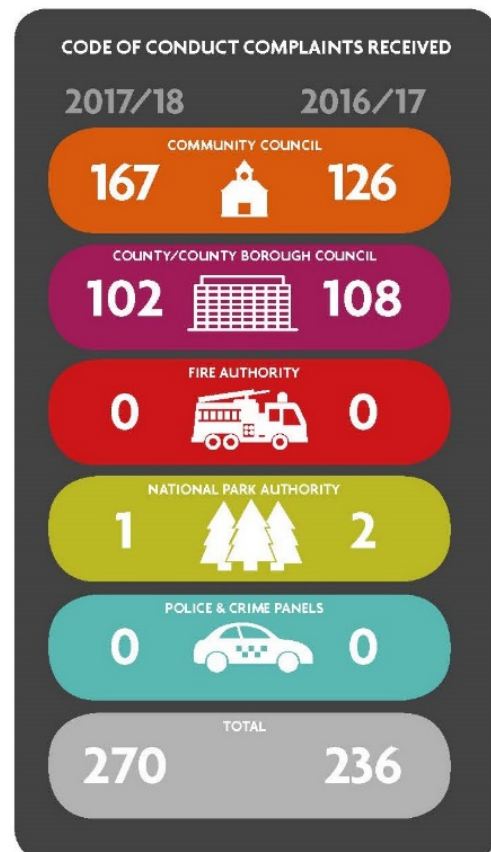 CODE OF CONDUCT COMPLAINTS RECEIVED
2017/18 2016/17
COMMUNITY COUNCIL
167 126
COUNTY/COUNTY BOROUGH COUNCIL
102 108
FIRE AUTHORITY
0 0
NATIONAL PARK AUTHORITY
1 2
POLICE & CRIME PANELS
0 0
TOTAL
270 236